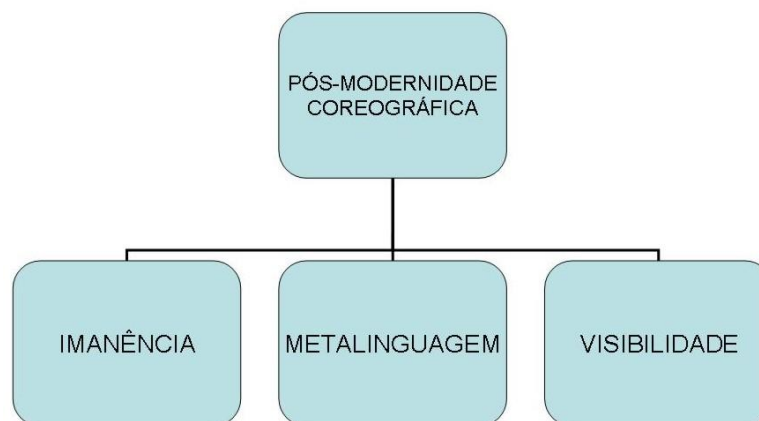 PÓS-MODERNIDADE
COREOGRÁFICA
IMANÊNCIA
METALINGUAGEM
VISIBILIDADE